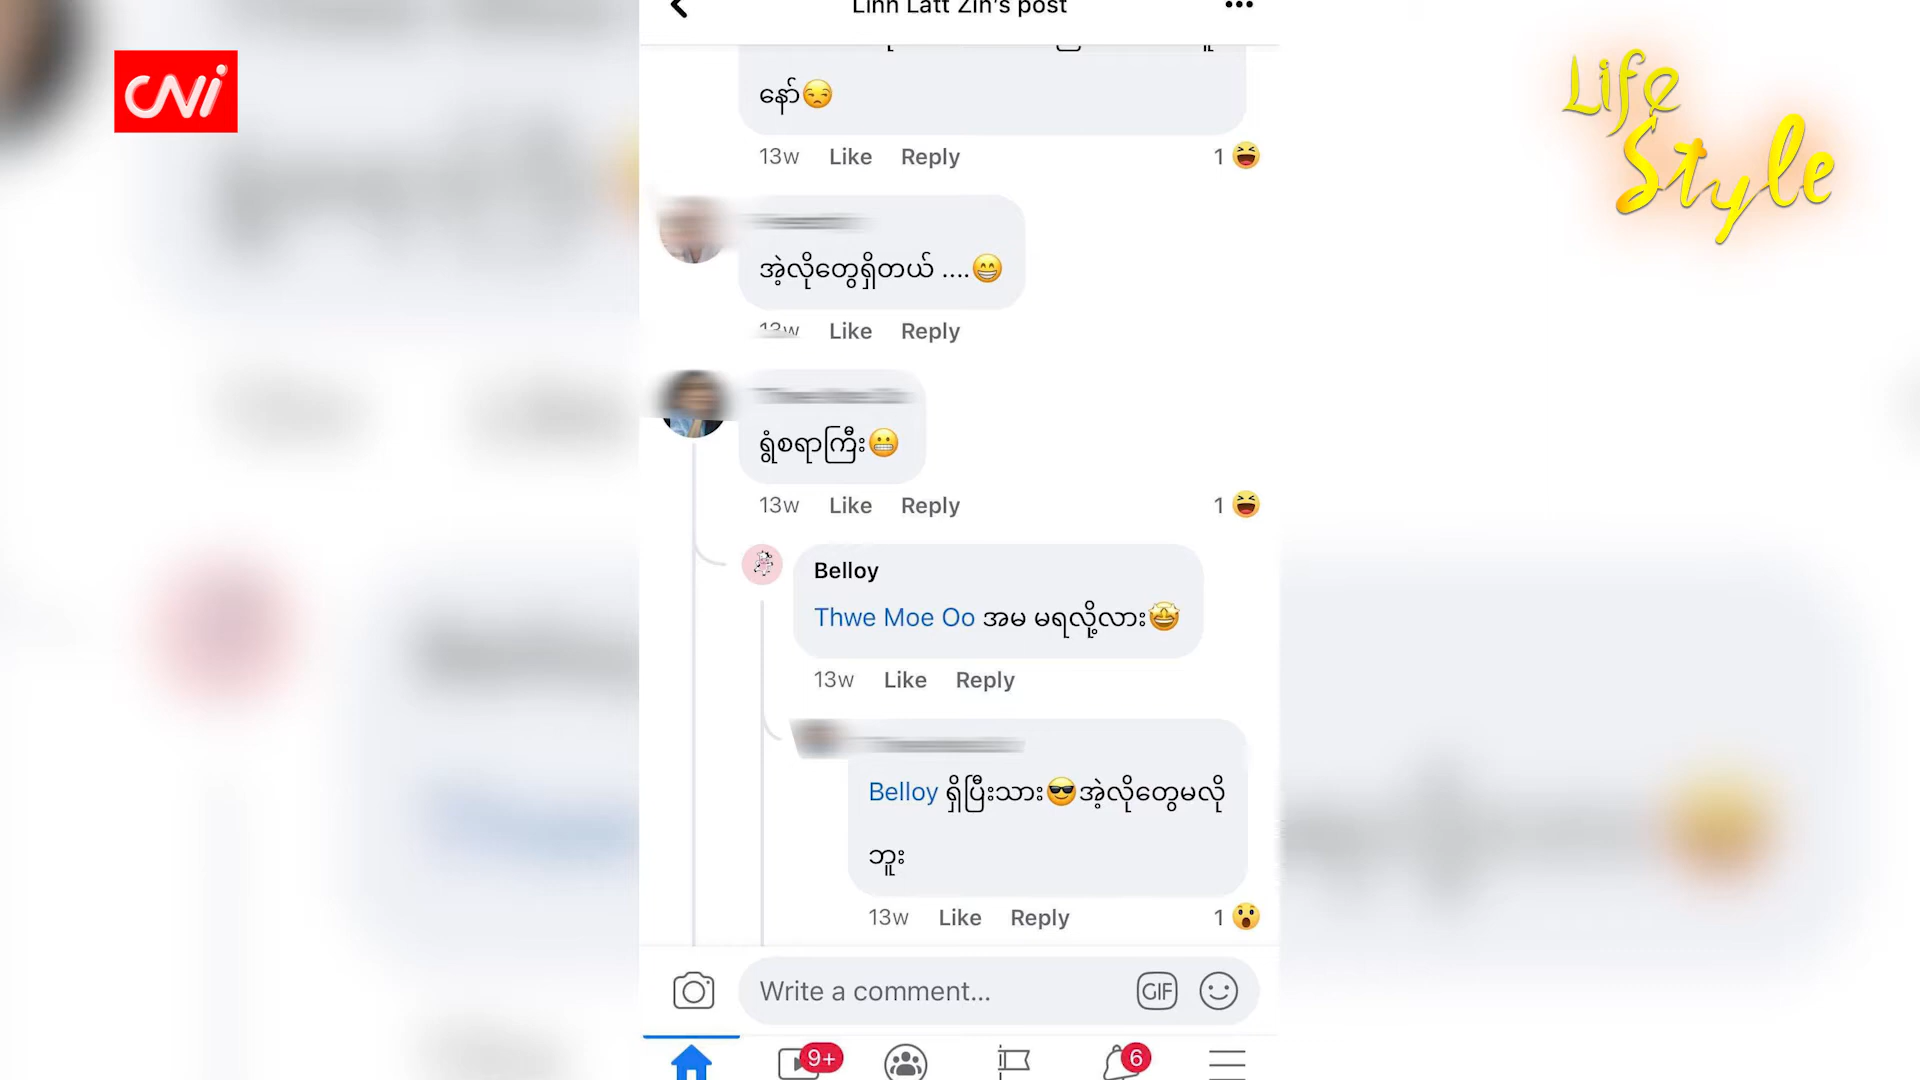 Linn Latt Zin's post
CNi
Life
Style
နော်😒
13w Like Reply 1
အဲ့လိုတွေရှိတယ် ....😁
13w Like Reply
ရွံစရာကြီး😬
13w Like Reply 1
Belloy
Thwe Moe Oo အမ မရလို့လား🤩
13w Like Reply
Belloy ရှိပြီးသား😎အဲ့လိုတွေမလို
ဘူး
13w Like Reply 1
Write a comment...
GIF
9+
6